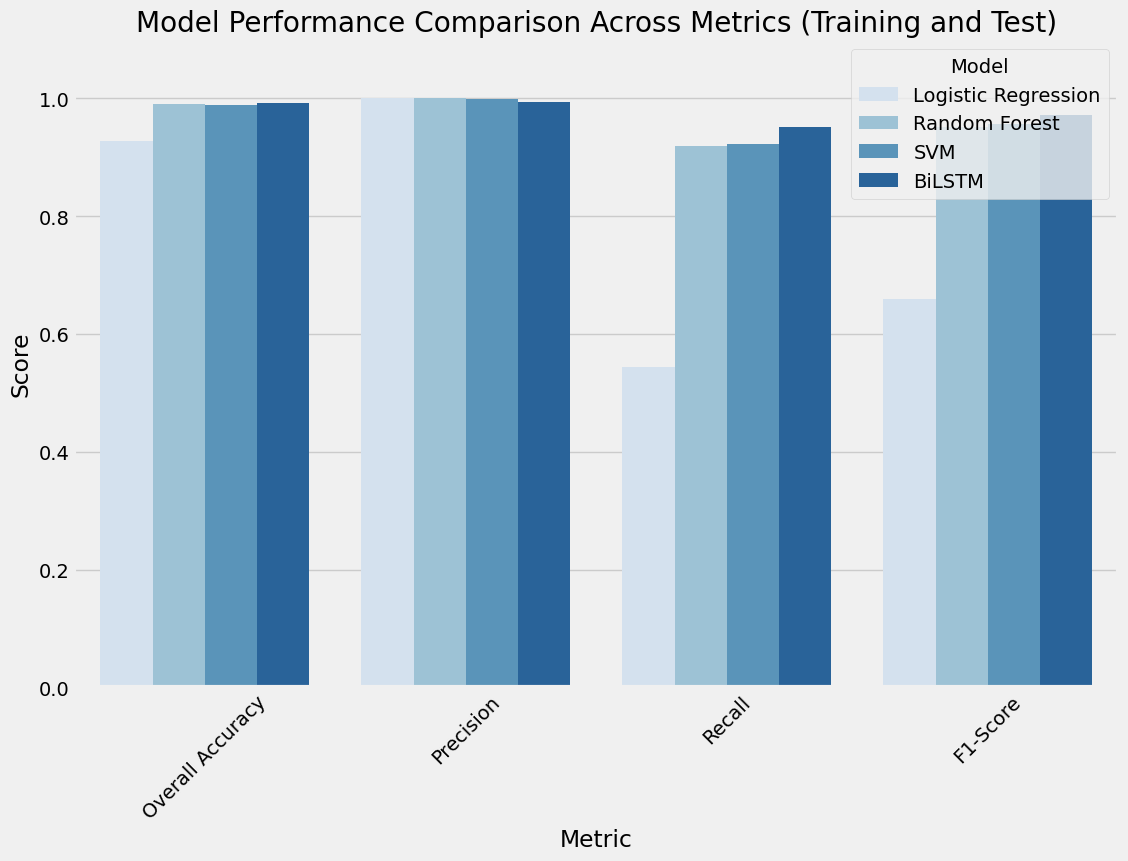 Model Performance Comparison Across Metrics (Training and Test)
Model
Logistic Regression
Random Forest
SVM
BiLSTM
1.0
0.8
0.6
0.4
0.2
0.0
Score
Overall Accuracy
Precision
Recall
F1-Score
Metric